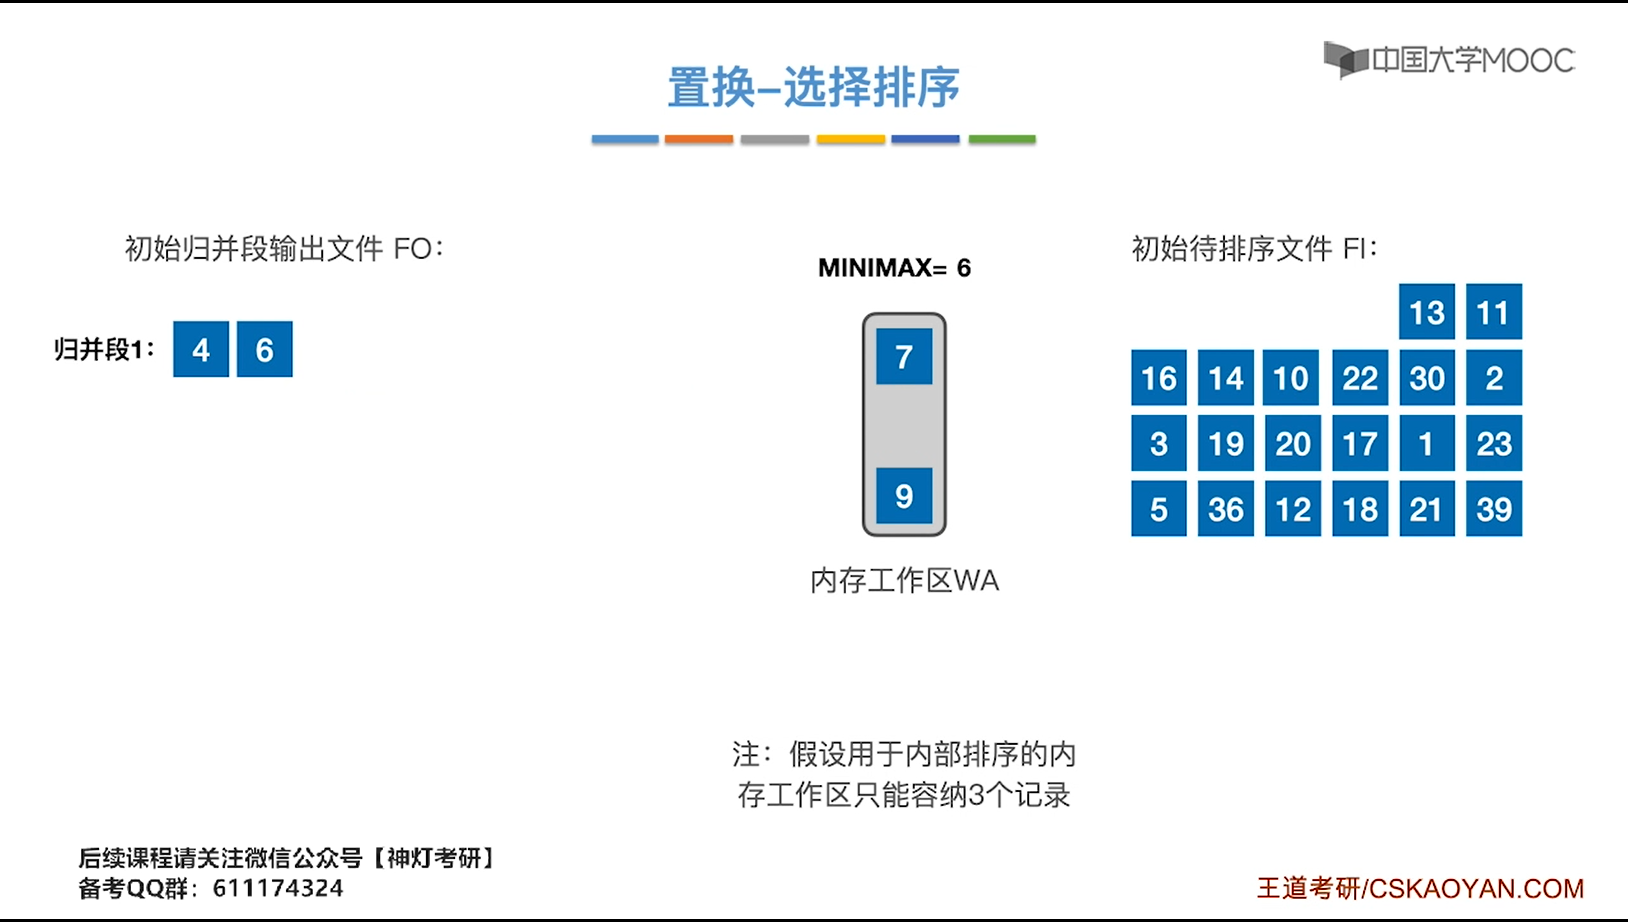 中国大学MOOC
置换-选择排序
初始归并段输出文件 FO：
MINIMAX= 6
初始待排序文件 FI：
归并段1： 4 6
7
9
13 11
16 14 10 22 30 2
3 19 20 17 1 23
5 36 12 18 21 39
内存工作区WA
注：假设用于内部排序的内
存工作区只能容纳3个记录
后续课程请关注微信公众号【神灯考研】
备考QQ群：611174324
王道考研/CSKAOYAN.COM